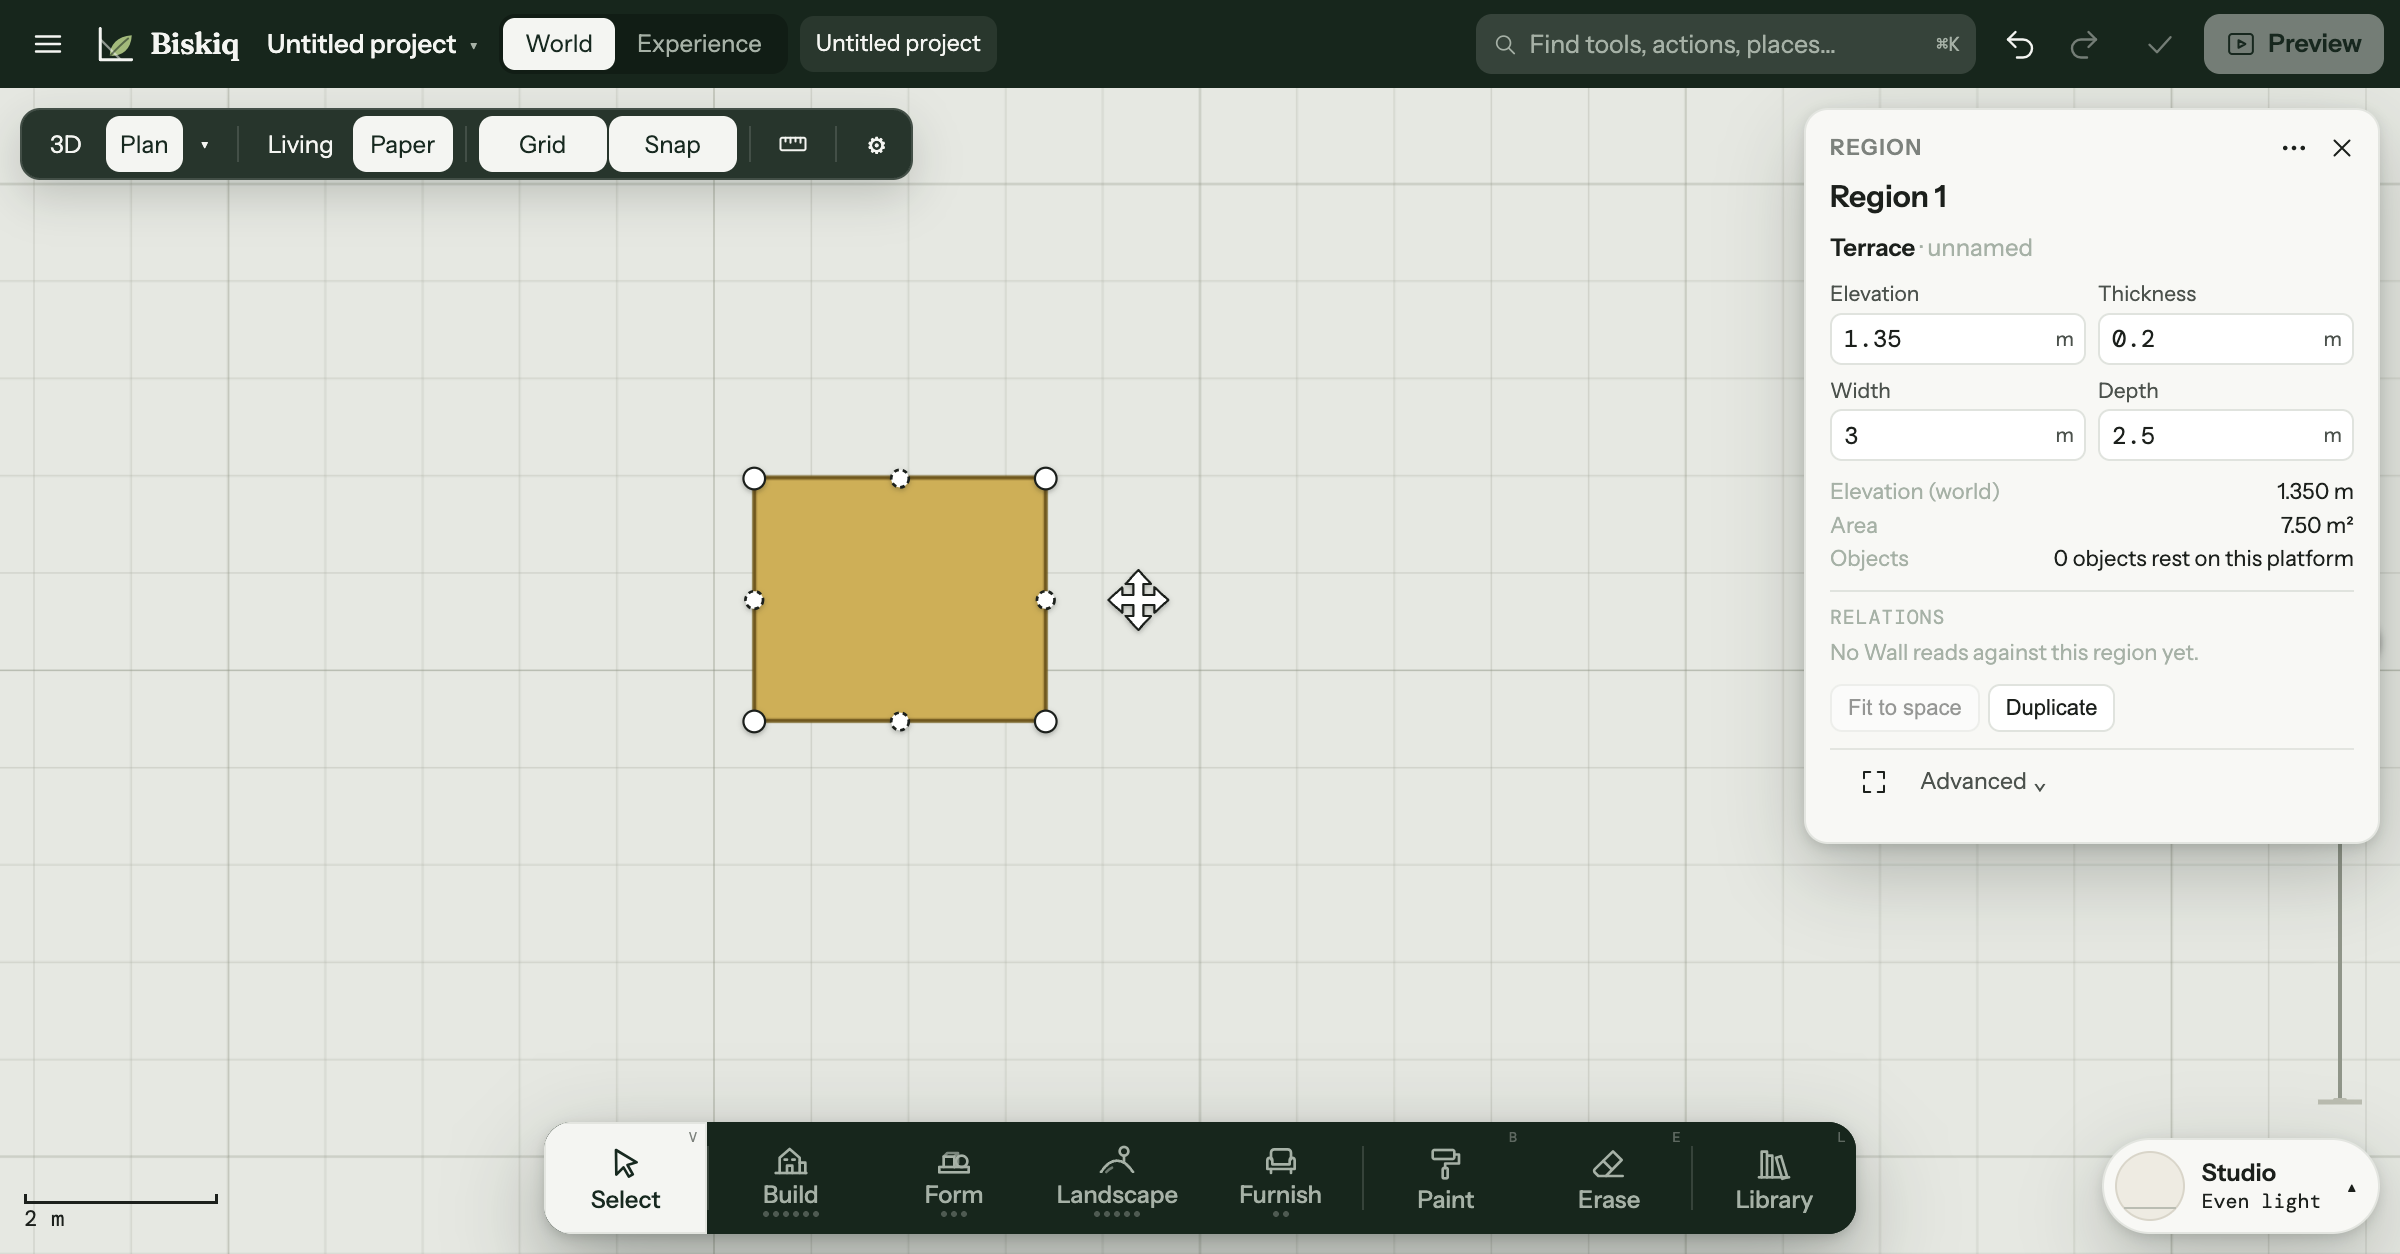 Biskiq Untitled project ▾ World Experience Untitled project Find tools, actions, places... ⌘K Preview
3D Plan ▾ Living Paper Grid Snap
REGION
Region 1
Terrace · unnamed
Elevation Thickness
1.35 m 0.2 m
Width Depth
3 m 2.5 m
Elevation (world) 1.350 m
Area 7.50 m²
Objects 0 objects rest on this platform
RELATIONS
No Wall reads against this region yet.
Fit to space Duplicate
Advanced
V B E L
Select Build Form Landscape Furnish Paint Erase Library
2 m
Studio
Even light